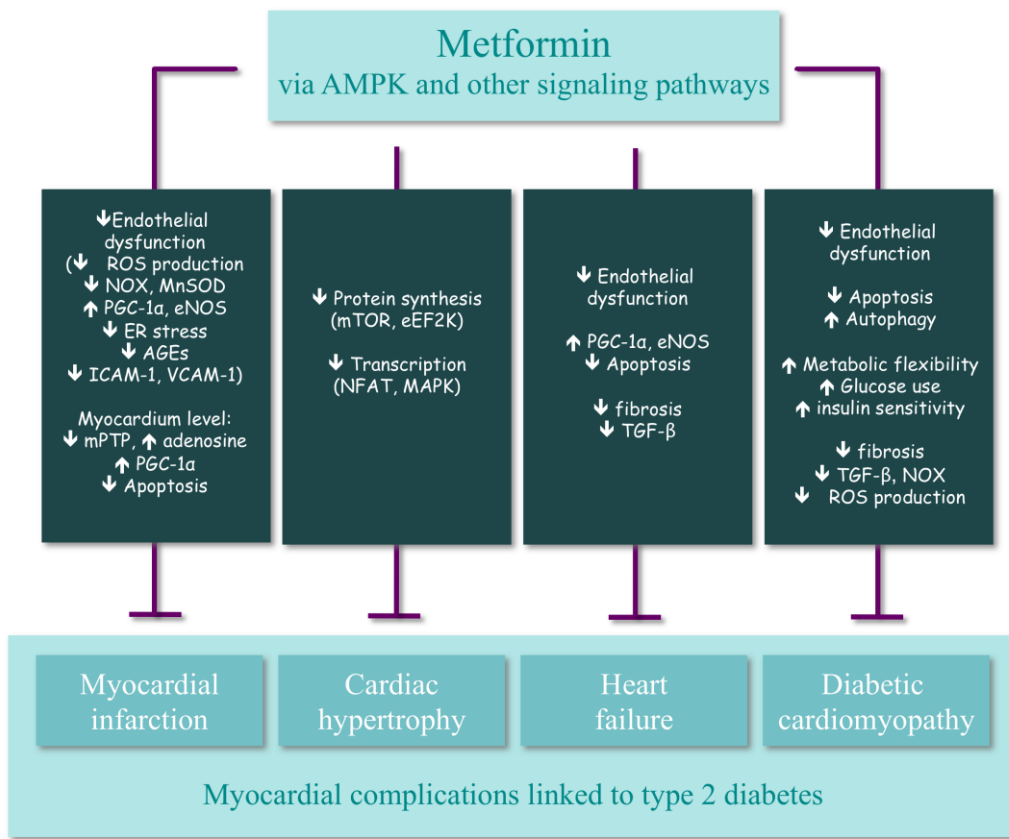 Metformin
via AMPK and other signaling pathways
↓Endothelial
dysfunction
(↓ ROS production
↓ NOX, MnSOD
↑ PGC-1α, eNOS
↓ ER stress
↓ AGEs
↓ ICAM-1, VCAM-1)
Myocardium level:
↓ mPTP, ↑ adenosine
↑ PGC-1α
↓ Apoptosis
↓ Protein synthesis
(mTOR, eEF2K)
↓ Transcription
(NFAT, MAPK)
↓ Endothelial
dysfunction
↑ PGC-1α, eNOS
↓ Apoptosis
↓ fibrosis
↓ TGF-β
↓ Endothelial
dysfunction
↓ Apoptosis
↑ Autophagy
↑ Metabolic flexibility
↑ Glucose use
↑ insulin sensitivity
↓ fibrosis
↓ TGF-β, NOX
↓ ROS production
Myocardial
infarction
Cardiac
hypertrophy
Heart
failure
Diabetic
cardiomyopathy
Myocardial complications linked to type 2 diabetes